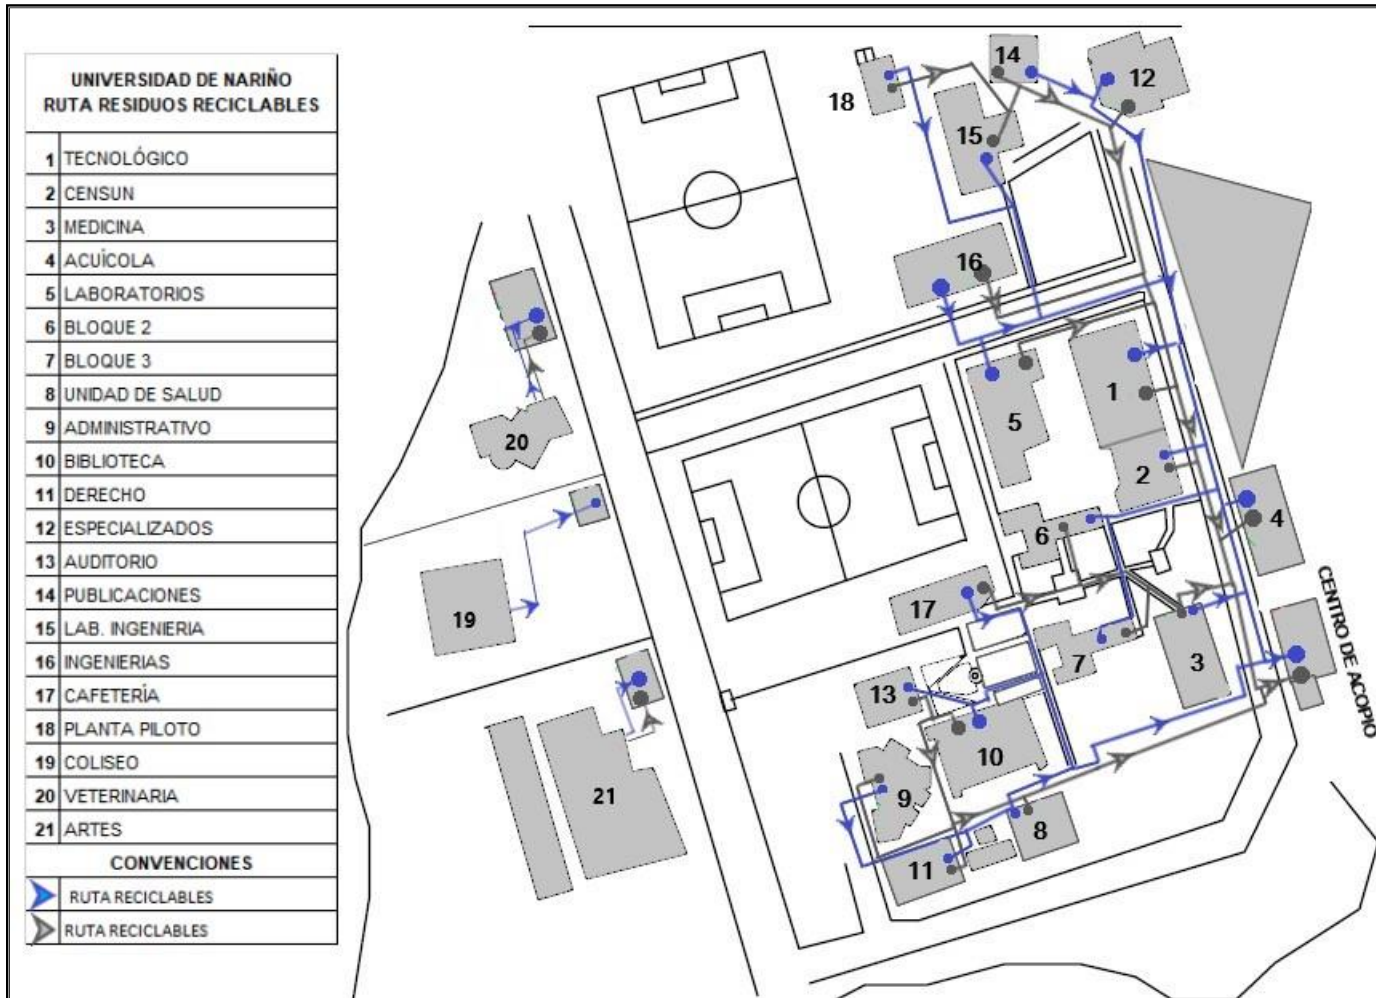 UNIVERSIDAD DE NARIÑO
RUTA RESIDUOS RECICLABLES
1 TECNOLÓGICO
2 CENSUN
3 MEDICINA
4 ACUÌCOLA
5 LABORATORIOS
6 BLOQUE 2
7 BLOQUE 3
8 UNIDAD DE SALUD
9 ADMINISTRATIVO
10 BIBLIOTECA
11 DERECHO
12 ESPECIALIZADOS
13 AUDITORIO
14 PUBLICACIONES
15 LAB. INGENIERIA
16 INGENIERIAS
17 CAFETERÍA
18 PLANTA PILOTO
19 COLISEO
20 VETERINARIA
21 ARTES
CONVENCIONES
RUTA RECICLABLES
RUTA RECICLABLES
14
12
18
15
16
1
5
20
2
4
6
17
19
7
3
13
10
21
9
8
11
CENTRO DE ACOPIO